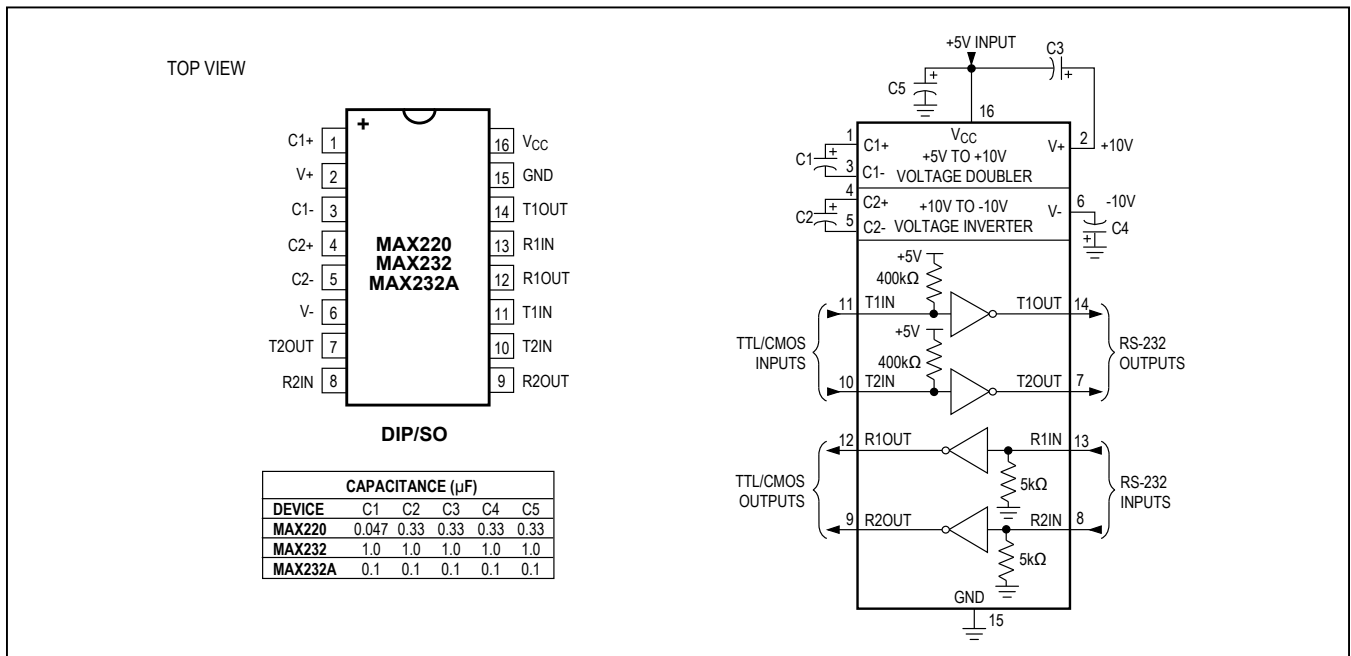 TOP VIEW
+
C1+ 1
V+ 2
C1- 3
C2+ 4
C2- 5
V- 6
T2OUT 7
R2IN 8
16 VCC
15 GND
14 T1OUT
13 R1IN
12 R1OUT
11 T1IN
10 T2IN
9 R2OUT
MAX220
MAX232
MAX232A
DIP/SO
CAPACITANCE (μF)
DEVICE C1 C2 C3 C4 C5
MAX220 0.047 0.33 0.33 0.33 0.33
MAX232 1.0 1.0 1.0 1.0 1.0
MAX232A 0.1 0.1 0.1 0.1 0.1
+5V INPUT
C3
+
C5
+
16
VCC
1 C1+
C1 +
3 C1-
+5V TO +10V
VOLTAGE DOUBLER
V+ 2 +10V
4 C2+
C2 +
5 C2-
+10V TO -10V
VOLTAGE INVERTER
V- 6 -10V
C4
+
+5V
400kΩ
11 T1IN
T1OUT 14
+5V
400kΩ
10 T2IN
T2OUT 7
TTL/CMOS
INPUTS
RS-232
OUTPUTS
12 R1OUT
R1IN 13
5kΩ
9 R2OUT
R2IN 8
5kΩ
TTL/CMOS
OUTPUTS
RS-232
INPUTS
GND
15